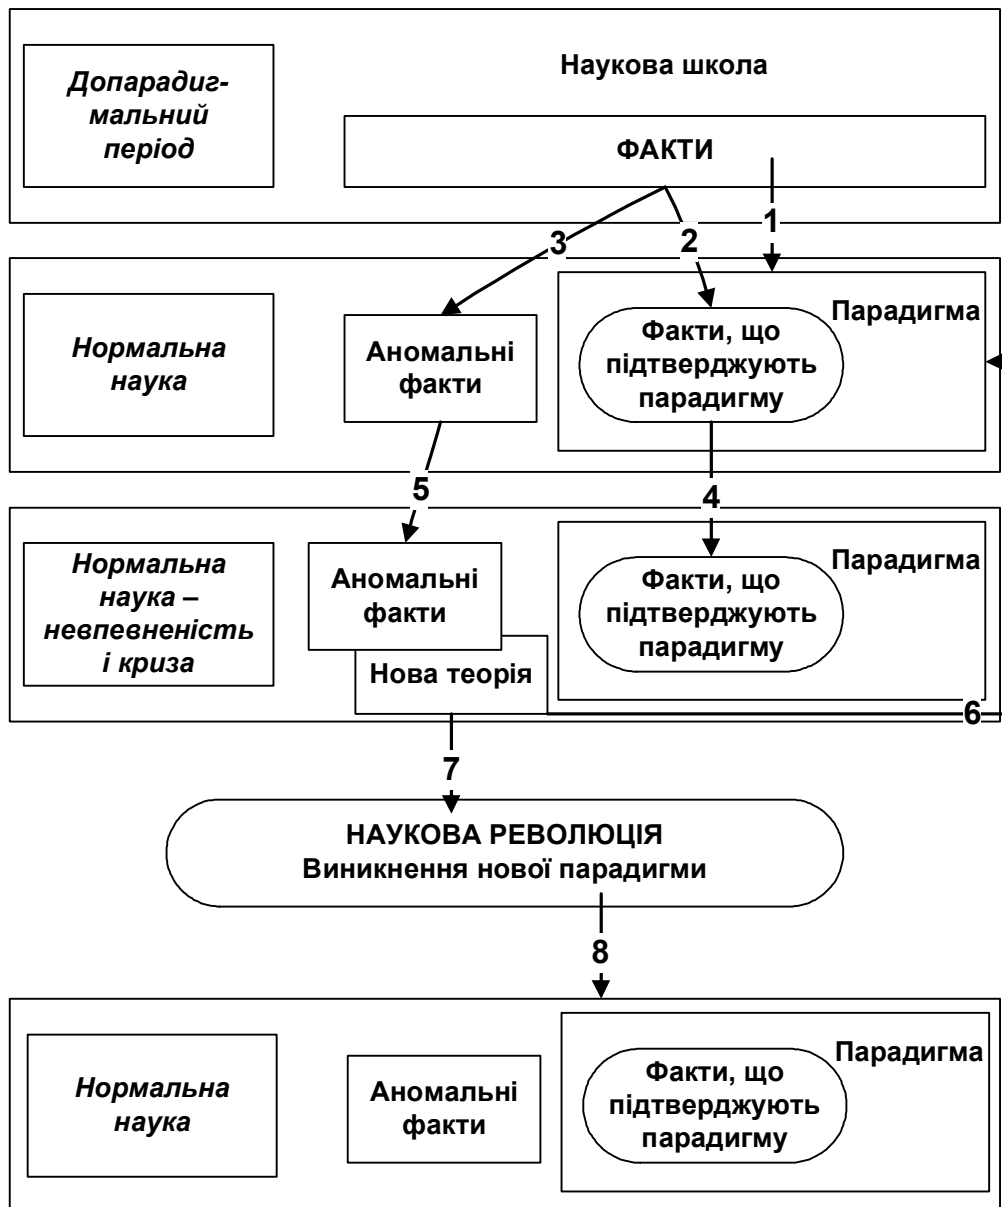 Допарадиг-
мальний
період
Наукова школа
ФАКТИ
1
2
3
Нормальна
наука
Аномальні
факти
Факти, що
підтверджують
парадигму
Парадигма
5
4
Нормальна
наука –
невпевненість
і криза
Аномальні
факти
Нова теорія
Факти, що
підтверджують
парадигму
Парадигма
6
7
НАУКОВА РЕВОЛЮЦІЯ
Виникнення нової парадигми
8
Нормальна
наука
Аномальні
факти
Факти, що
підтверджують
парадигму
Парадигма